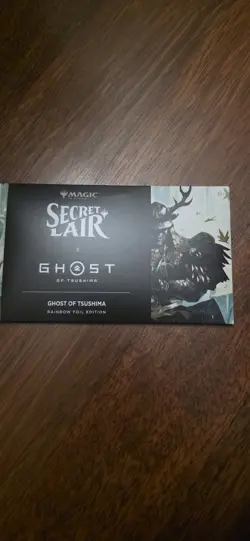 MAGIC
SECRET
LAIR
x
GHOST
OF TSUSHIMA
GHOST OF TSUSHIMA
RAINBOW FOIL EDITION